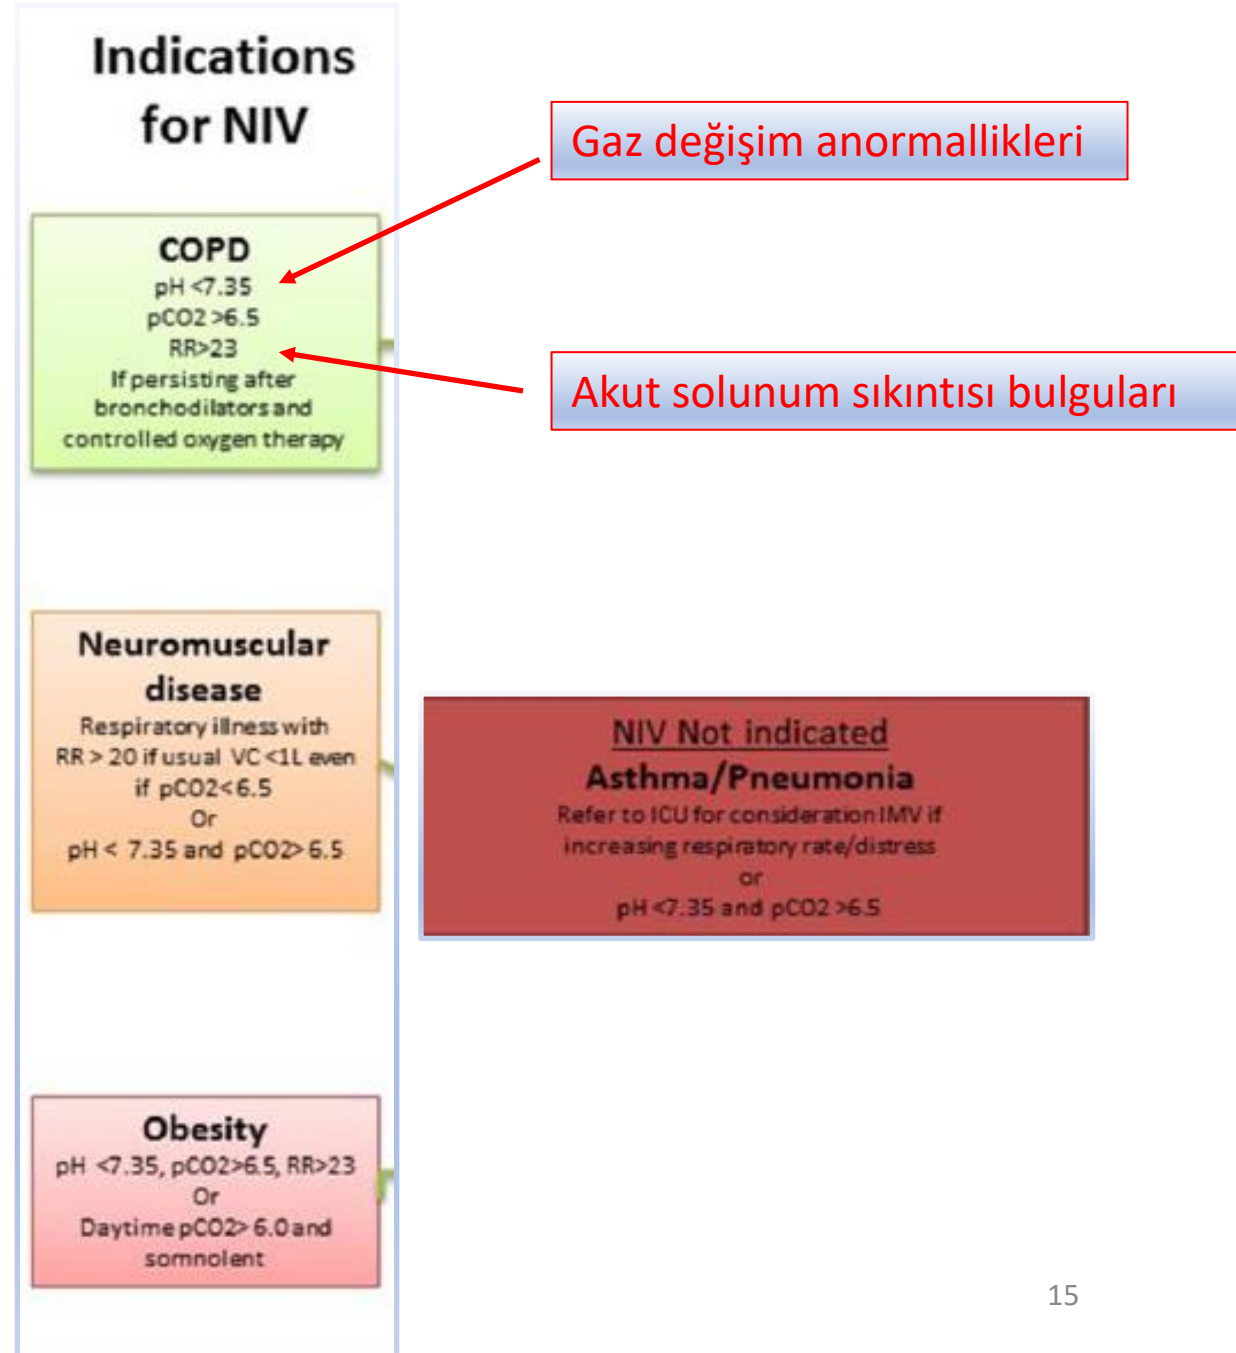 Indications
for NIV
Gaz değişim anormallikleri
COPD
pH <7.35
pCO2 >6.5
RR>23
If persisting after
bronchodilators and
controlled oxygen therapy
Akut solunum sıkıntısı bulguları
Neuromuscular
disease
Respiratory illness with
RR > 20 if usual VC <1L even
if pCO2<6.5
Or
pH < 7.35 and pCO2> 6.5
NIV Not indicated
Asthma/Pneumonia
Refer to ICU for consideration IMV if
increasing respiratory rate/distress
or
pH <7.35 and pCO2 >6.5
Obesity
pH <7.35, pCO2>6.5, RR>23
Or
Daytime pCO2> 6.0 and
somnolent
15